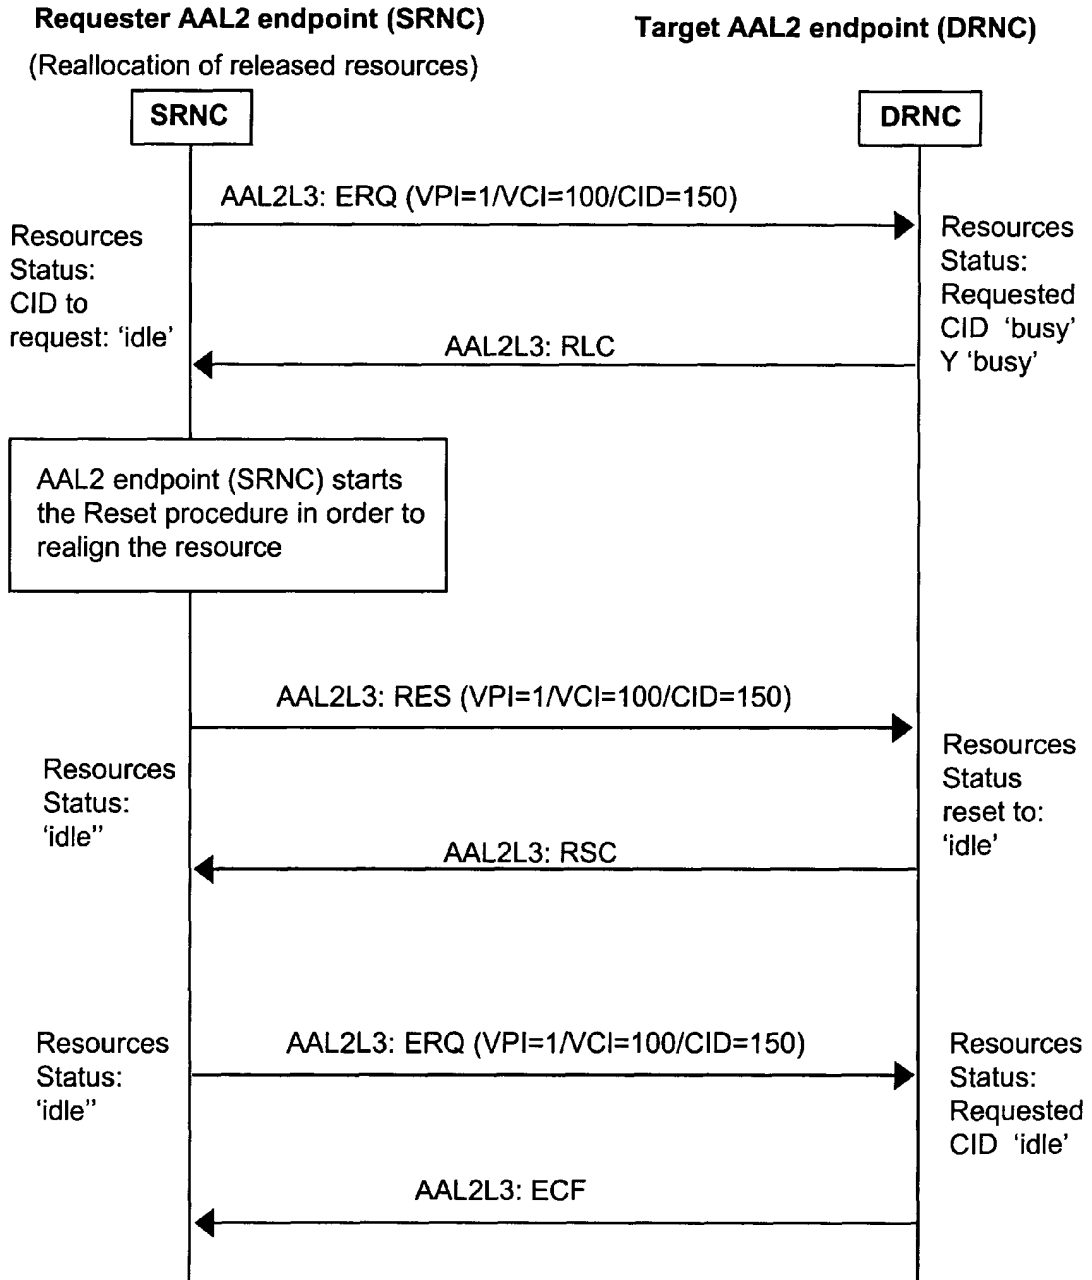 Requester AAL2 endpoint (SRNC)
Target AAL2 endpoint (DRNC)
(Reallocation of released resources)
SRNC
DRNC
AAL2L3: ERQ (VPI=1/VCI=100/CID=150)
Resources
Status:
CID to
request: ‘idle’
Resources
Status:
Requested
CID ‘busy’
Y ‘busy’
AAL2L3: RLC
AAL2 endpoint (SRNC) starts
the Reset procedure in order to
realign the resource
AAL2L3: RES (VPI=1/VCI=100/CID=150)
Resources
Status:
‘idle’’
Resources
Status
reset to:
‘idle’
AAL2L3: RSC
Resources
Status:
‘idle’’
AAL2L3: ERQ (VPI=1/VCI=100/CID=150)
Resources
Status:
Requested
CID ‘idle’
AAL2L3: ECF